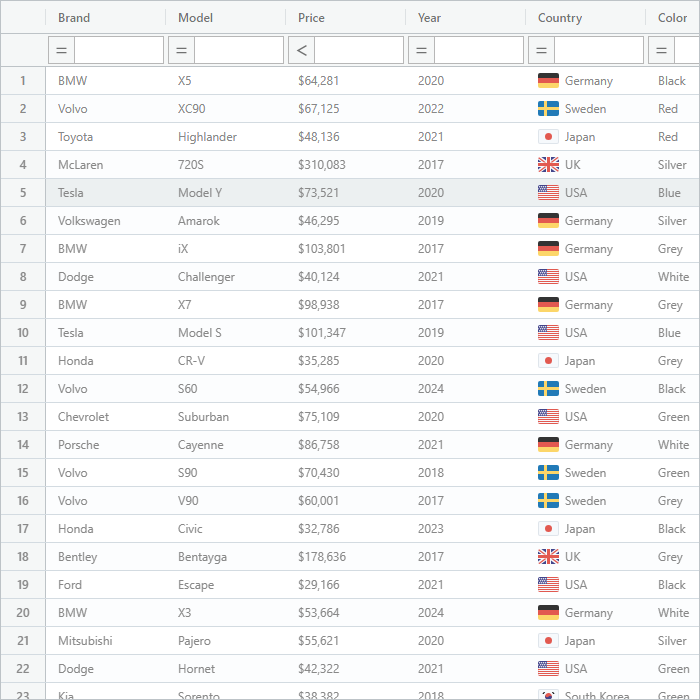 Brand Model Price Year Country Color
= = < = = =
1 BMW X5 $64,281 2020 Germany Black
2 Volvo XC90 $67,125 2022 Sweden Red
3 Toyota Highlander $48,136 2021 Japan Red
4 McLaren 720S $310,083 2017 UK Silver
5 Tesla Model Y $73,521 2020 USA Blue
6 Volkswagen Amarok $46,295 2019 Germany Silver
7 BMW iX $103,801 2017 Germany Grey
8 Dodge Challenger $40,124 2021 USA White
9 BMW X7 $98,938 2017 Germany Grey
10 Tesla Model S $101,347 2019 USA Blue
11 Honda CR-V $35,285 2020 Japan Grey
12 Volvo S60 $54,966 2024 Sweden Black
13 Chevrolet Suburban $75,109 2020 USA Green
14 Porsche Cayenne $86,758 2021 Germany White
15 Volvo S90 $70,430 2018 Sweden Green
16 Volvo V90 $60,001 2017 Sweden Grey
17 Honda Civic $32,786 2023 Japan Black
18 Bentley Bentayga $178,636 2017 UK Grey
19 Ford Escape $29,166 2021 USA Black
20 BMW X3 $53,664 2024 Germany White
21 Mitsubishi Pajero $55,621 2020 Japan Silver
22 Dodge Hornet $42,322 2021 USA Green
23 Kia Sorento $38,382 2018 South Korea Green